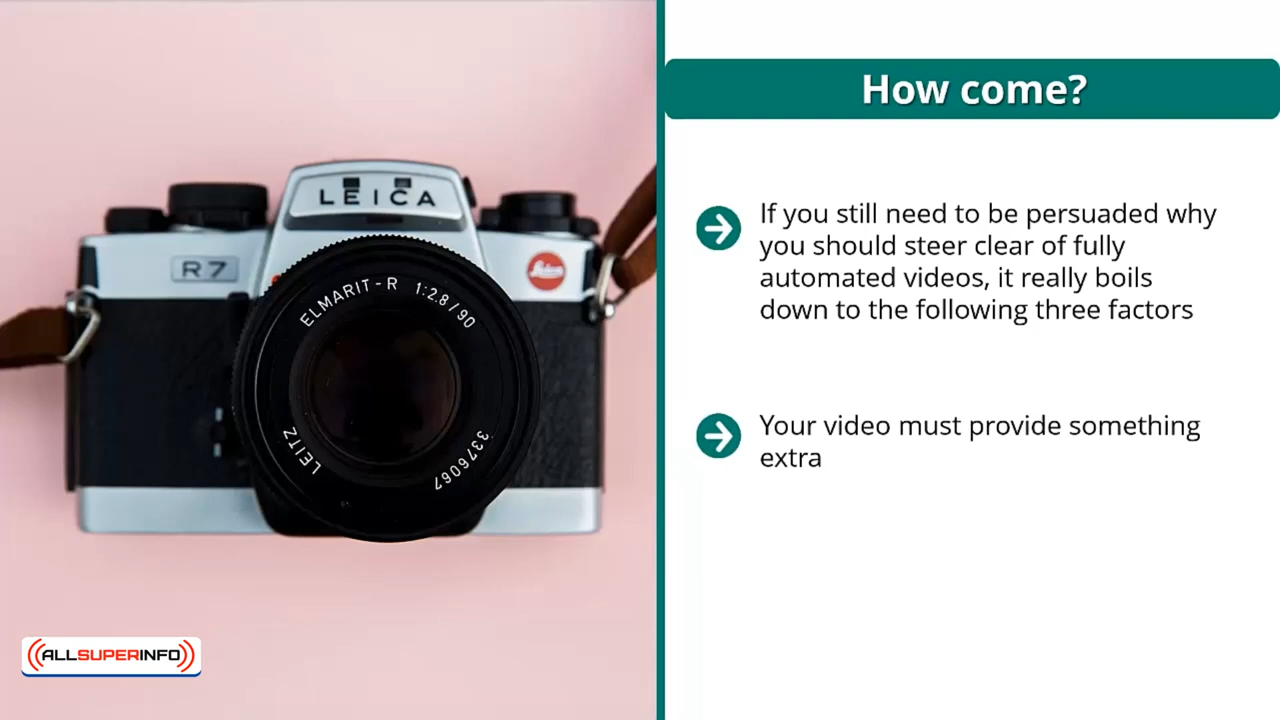 How come?
If you still need to be persuaded why
you should steer clear of fully
automated videos, it really boils
down to the following three factors
Your video must provide something
extra
LEICA
R7
Leica
ELMARIT-R 1:2.8/90
LEITZ
3376067
ALLSUPERINFO